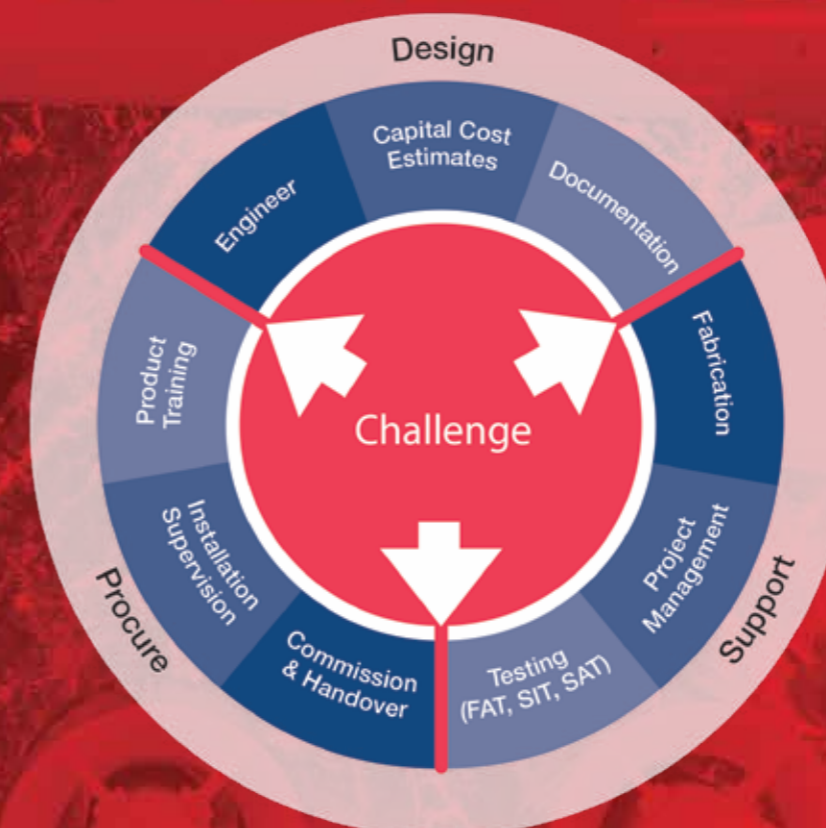 Design
Capital Cost
Estimates
Documentation
Fabrication
Project
Management
Support
Testing
(FAT, SIT, SAT)
Commission
& Handover
Installation
Supervision
Procure
Product
Training
Engineer
Challenge